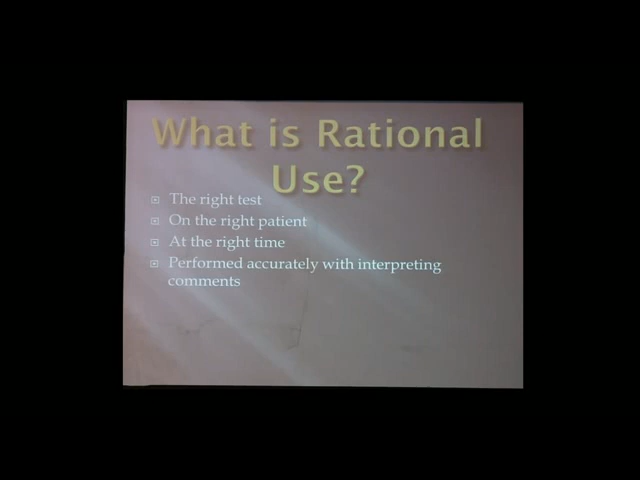 What is Rational
Use?
The right test
On the right patient
At the right time
Performed accurately with interpreting
comments